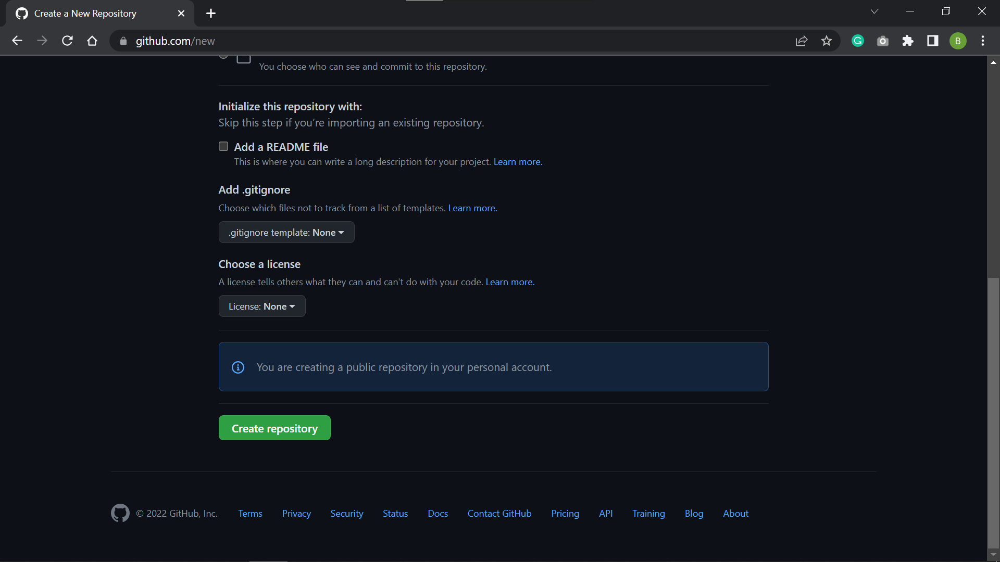 Create a New Repository
github.com/new
B
You choose who can see and commit to this repository.
Initialize this repository with:
Skip this step if you’re importing an existing repository.
Add a README file
This is where you can write a long description for your project. Learn more.
Add .gitignore
Choose which files not to track from a list of templates. Learn more.
.gitignore template: None
Choose a license
A license tells others what they can and can't do with your code. Learn more.
License: None
You are creating a public repository in your personal account.
Create repository
© 2022 GitHub, Inc. Terms Privacy Security Status Docs Contact GitHub Pricing API Training Blog About